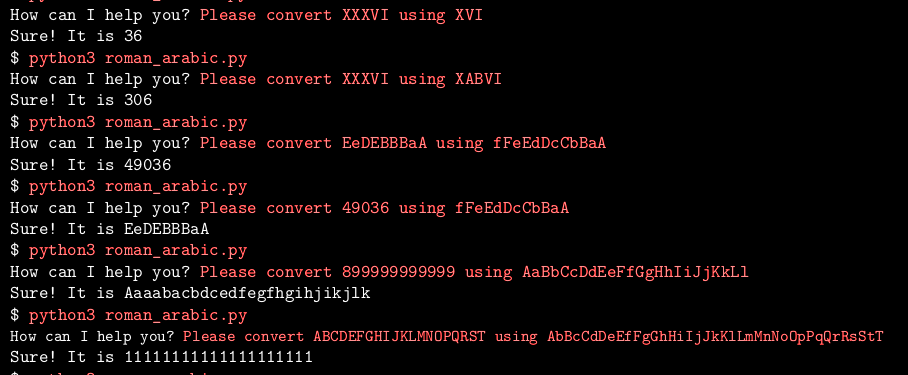 How can I help you? Please convert XXXVI using XVI
Sure! It is 36
$ python3 roman_arabic.py
How can I help you? Please convert XXXVI using XABVI
Sure! It is 306
$ python3 roman_arabic.py
How can I help you? Please convert EeDEBBBaA using fFeEdDcCbBaA
Sure! It is 49036
$ python3 roman_arabic.py
How can I help you? Please convert 49036 using fFeEdDcCbBaA
Sure! It is EeDEBBBaA
$ python3 roman_arabic.py
How can I help you? Please convert 899999999999 using AaBbCcDdEeFfGgHhIiJjKkLl
Sure! It is Aaaabacbdcedfegfhgihjikjlk
$ python3 roman_arabic.py
How can I help you? Please convert ABCDEFGHIJKLMNOPQRST using AbBcCdDeEfFgGhHiIjJkKlLmMnNoOpPqQrRsStT
Sure! It is 11111111111111111111